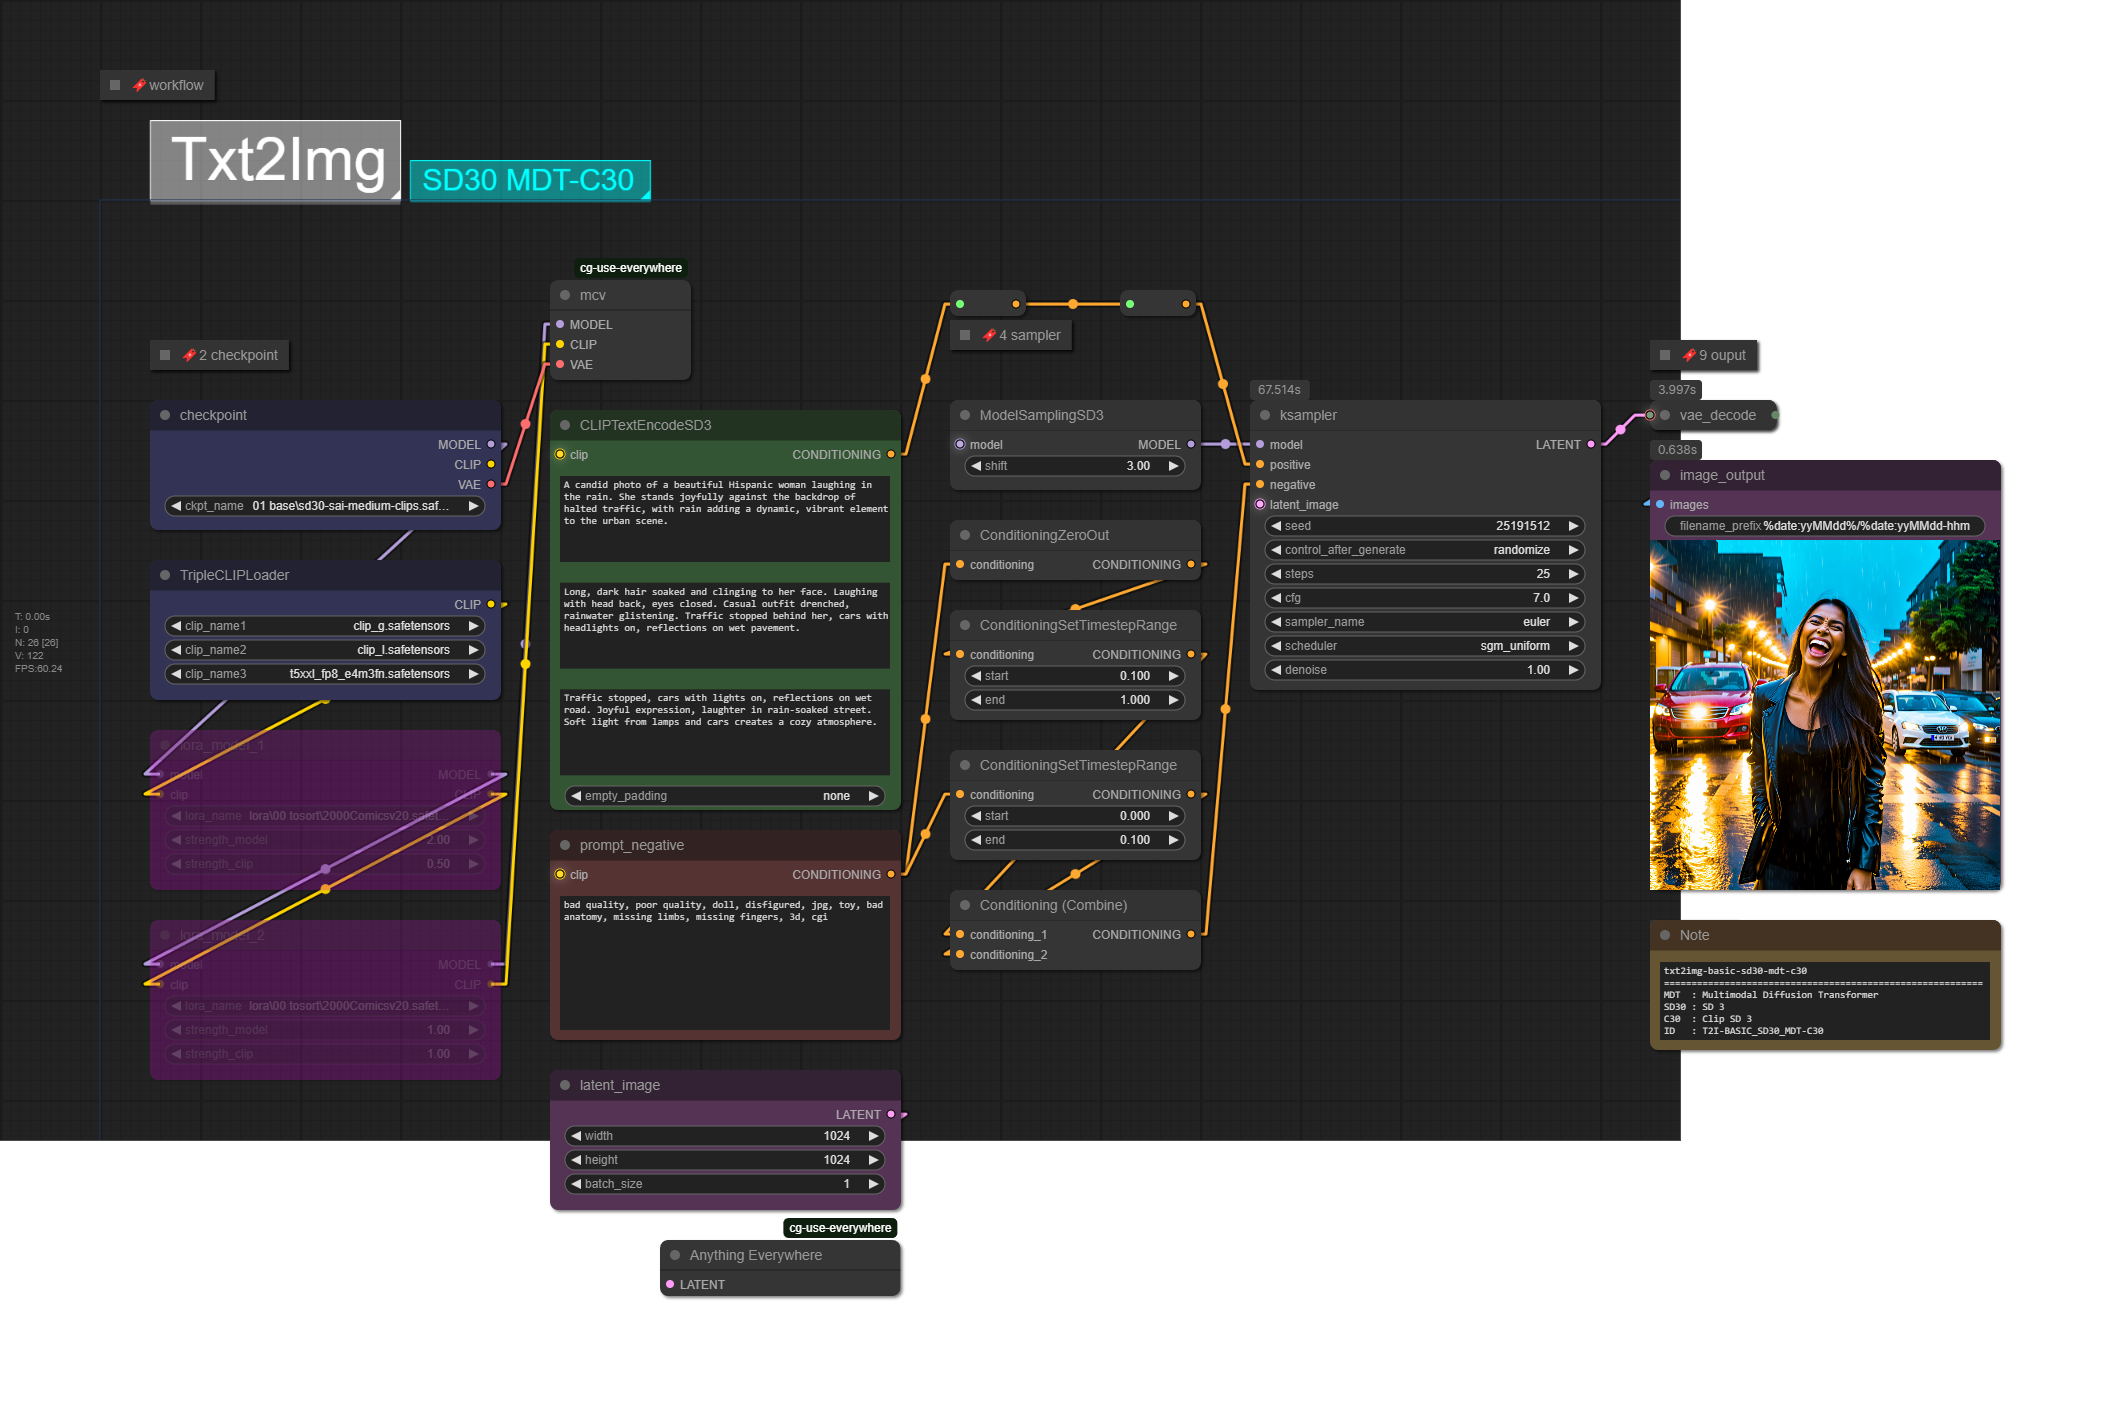 workflow
Txt2Img
SD30 MDT-C30
cg-use-everywhere
mcv
MODEL
CLIP
VAE
2 checkpoint
checkpoint
MODEL
CLIP
VAE
ckpt_name 01 base\sd30-sai-medium-clips.saf...
TripleCLIPLoader
CLIP
clip_name1 clip_g.safetensors
clip_name2 clip_l.safetensors
clip_name3 t5xxl_fp8_e4m3fn.safetensors
T: 0.00s
I: 0
N: 26 [26]
V: 122
FPS:60.24
lora_model_1
model MODEL
clip CLIP
lora_name lora\00 tosort\2000Comicsv20.safet...
strength_model 2.00
strength_clip 0.50
lora_model_2
model MODEL
clip CLIP
lora_name lora\00 tosort\2000Comicsv20.safet...
strength_model 1.00
strength_clip 1.00
CLIPTextEncodeSD3
clip CONDITIONING
A candid photo of a beautiful Hispanic woman laughing in
the rain. She stands joyfully against the backdrop of
halted traffic, with rain adding a dynamic, vibrant element
to the urban scene.
Long, dark hair soaked and clinging to her face. Laughing
with head back, eyes closed. Casual outfit drenched,
rainwater glistening. Traffic stopped behind her, cars with
headlights on, reflections on wet pavement.
Traffic stopped, cars with lights on, reflections on wet
road. Joyful expression, laughter in rain-soaked street.
Soft light from lamps and cars creates a cozy atmosphere.
empty_padding none
prompt_negative
clip CONDITIONING
bad quality, poor quality, doll, disfigured, jpg, toy, bad
anatomy, missing limbs, missing fingers, 3d, cgi
latent_image
LATENT
width 1024
height 1024
batch_size 1
cg-use-everywhere
Anything Everywhere
LATENT
4 sampler
ModelSamplingSD3
model MODEL
shift 3.00
ConditioningZeroOut
conditioning CONDITIONING
ConditioningSetTimestepRange
conditioning CONDITIONING
start 0.100
end 1.000
ConditioningSetTimestepRange
conditioning CONDITIONING
start 0.000
end 0.100
Conditioning (Combine)
conditioning_1 CONDITIONING
conditioning_2
67.514s
ksampler
model LATENT
positive
negative
latent_image
seed 25191512
control_after_generate randomize
steps 25
cfg 7.0
sampler_name euler
scheduler sgm_uniform
denoise 1.00
9 ouput
3.997s
vae_decode
0.638s
image_output
images
filename_prefix %date:yyMMdd%/%date:yyMMdd-hhm
Note
txt2img-basic-sd30-mdt-c30
==========================================================
MDT : Multimodal Diffusion Transformer
SD30 : SD 3
C30 : Clip SD 3
ID : T2I-BASIC_SD30_MDT-C30